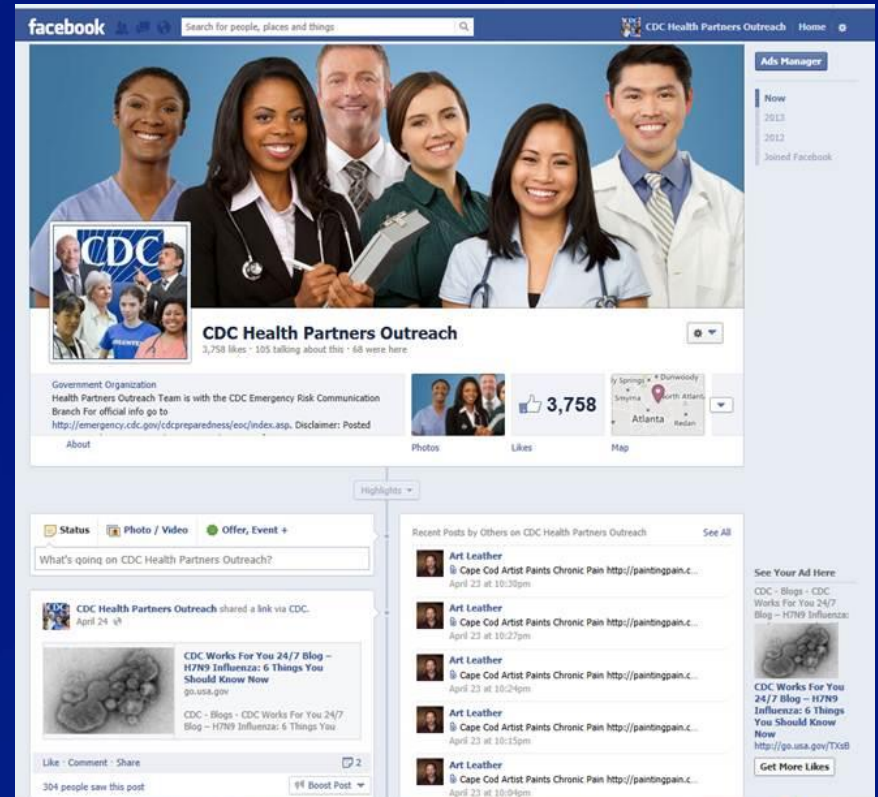 facebook
Search for people, places and things
CDC Health Partners Outreach Home
Ads Manager
Now
2013
2012
Joined Facebook
CDC
VOLUNTEER
CDC Health Partners Outreach
3,758 likes · 105 talking about this · 68 were here
Government Organization
Health Partners Outreach Team is with the CDC Emergency Risk Communication
Branch For official info go to
http://emergency.cdc.gov/cdcpreparedness/eoc/index.asp. Disclaimer: Posted
About
Photos
3,758
Likes
ly Springs Dunwoody
Smyrna North Atlant
Atlanta
Redan
Map
Highlights
Status Photo / Video Offer, Event +
What's going on CDC Health Partners Outreach?
CDC Health Partners Outreach shared a link via CDC.
April 24
CDC Works For You 24/7 Blog –
H7N9 Influenza: 6 Things You
Should Know Now
go.usa.gov
CDC - Blogs - CDC Works For You 24/7
Blog – H7N9 Influenza: 6 Things You
Like · Comment · Share
2
304 people saw this post
Boost Post
Recent Posts by Others on CDC Health Partners Outreach See All
Art Leather
Cape Cod Artist Paints Chronic Pain http://paintingpain.c...
April 23 at 10:30pm
Art Leather
Cape Cod Artist Paints Chronic Pain http://paintingpain.c...
April 23 at 10:27pm
Art Leather
Cape Cod Artist Paints Chronic Pain http://paintingpain.c...
April 23 at 10:24pm
Art Leather
Cape Cod Artist Paints Chronic Pain http://paintingpain.c...
April 23 at 10:15pm
Art Leather
Cape Cod Artist Paints Chronic Pain http://paintingpain.c...
April 23 at 10:04pm
See Your Ad Here
CDC - Blogs - CDC
Works For You 24/7
Blog – H7N9 Influenza:
CDC Works For You
24/7 Blog – H7N9
Influenza: 6 Things
You Should Know
Now
http://go.usa.gov/TXsB
Get More Likes